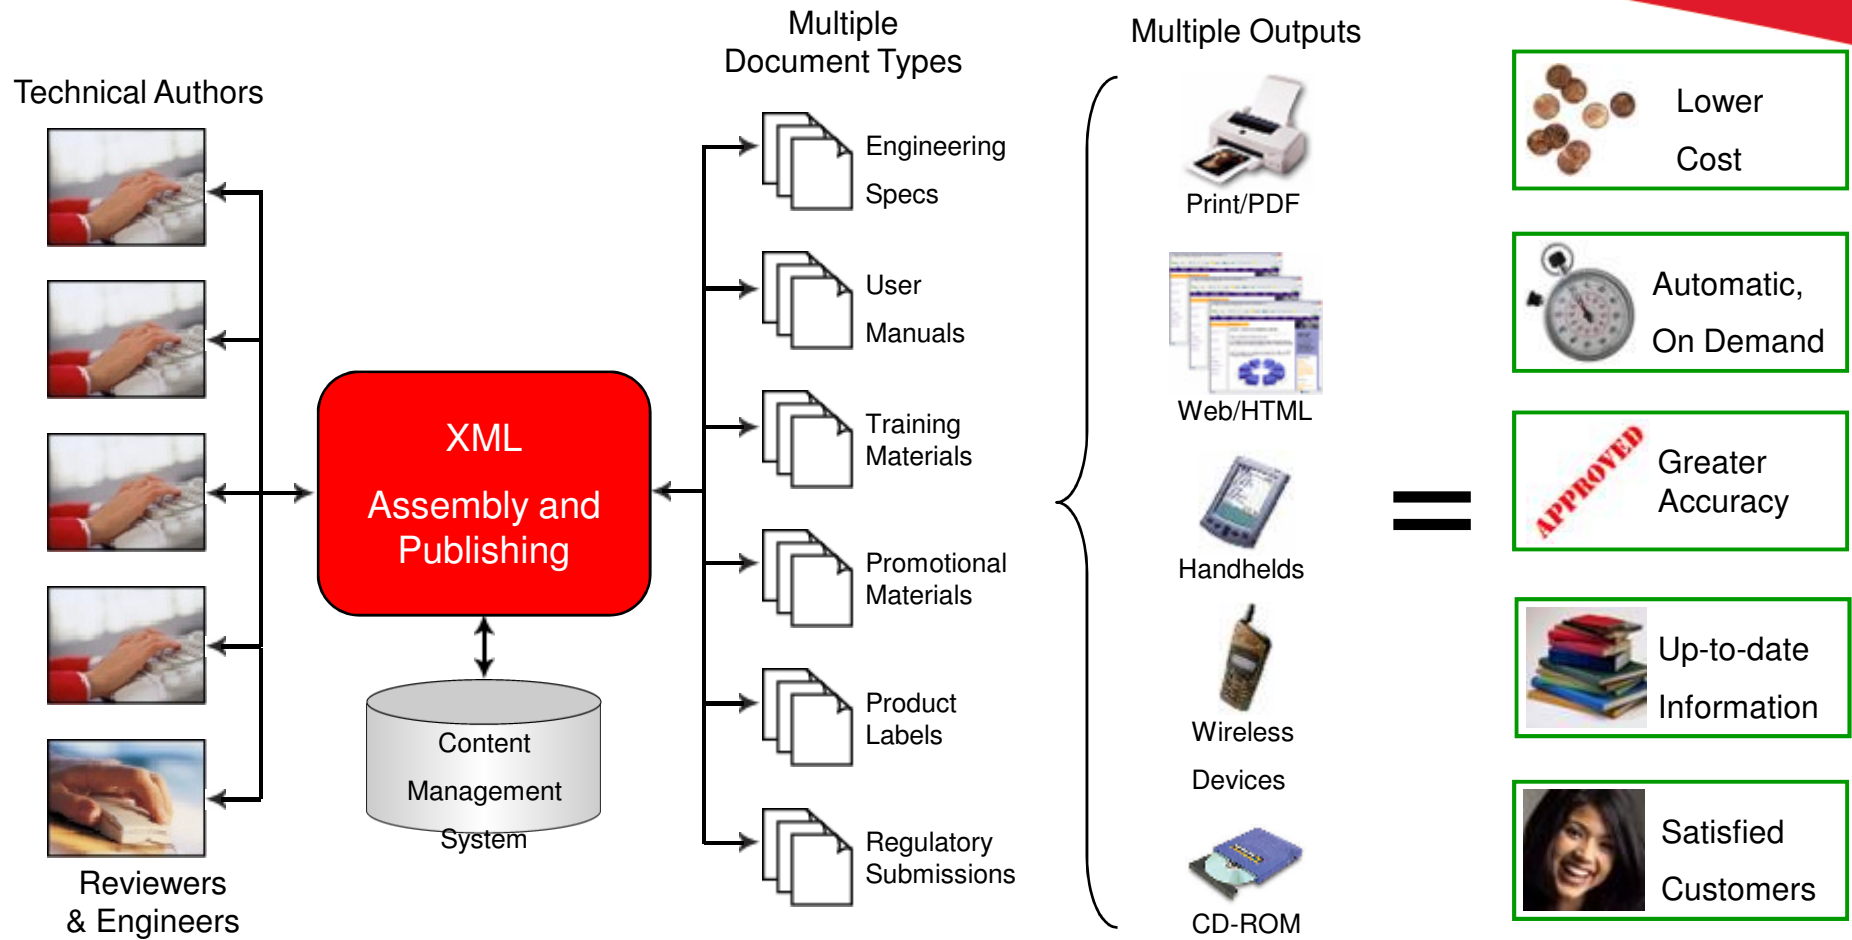 Technical Authors
Reviewers
& Engineers
XML
Assembly and
Publishing
Content
Management
System
Multiple
Document Types
Engineering
Specs
User
Manuals
Training
Materials
Promotional
Materials
Product
Labels
Regulatory
Submissions
Multiple Outputs
Print/PDF
Web/HTML
Handhelds
Wireless
Devices
CD-ROM
=
Lower
Cost
Automatic,
On Demand
APPROVED
Greater
Accuracy
Up-to-date
Information
Satisfied
Customers